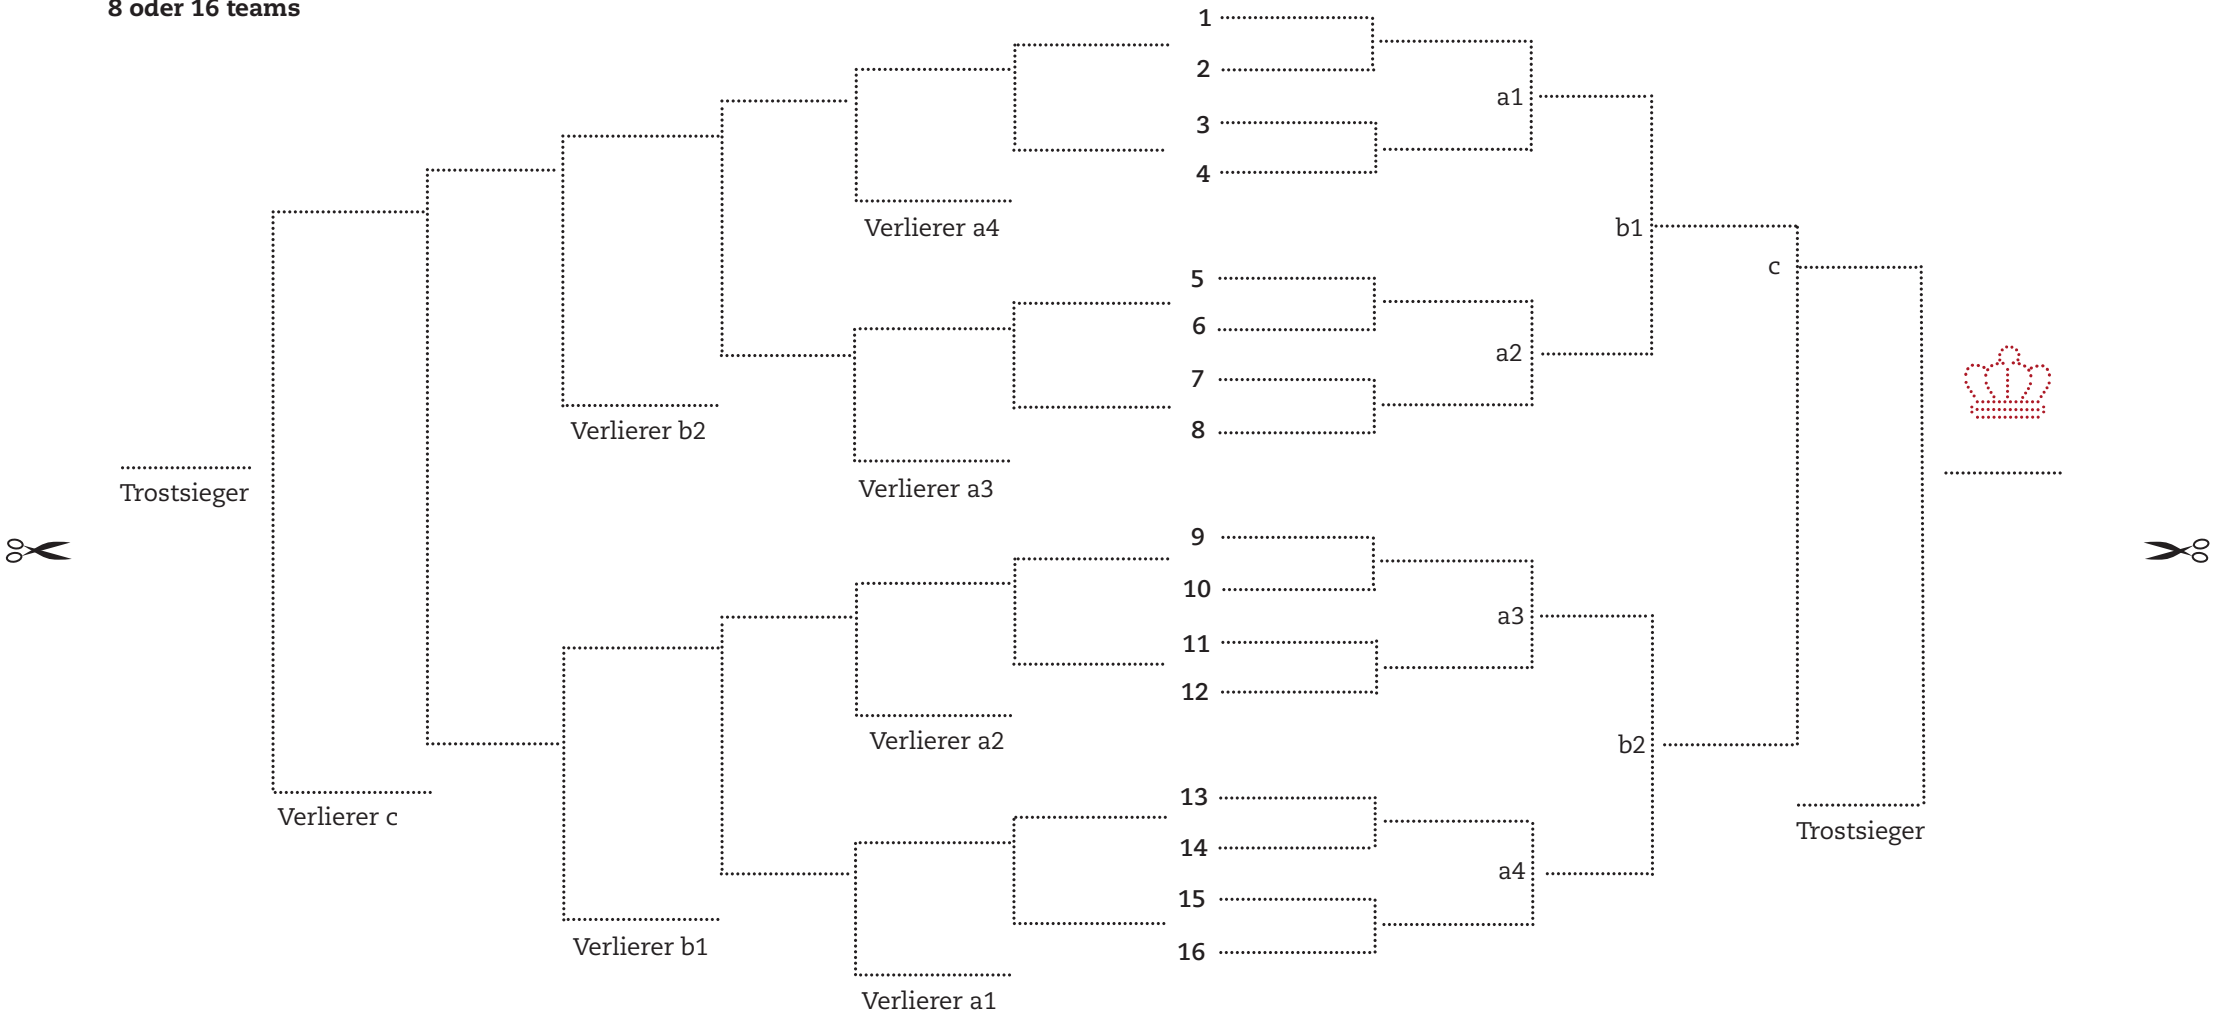 8 oder 16 teams
1
2
a1
3
4
Verlierer a4
b1
c
5
6
a2
7
8
Verlierer b2
Verlierer a3
Trostsieger
9
10
a3
11
12
Verlierer a2
b2
13
Verlierer c
Trostsieger
14
a4
15
16
Verlierer b1
Verlierer a1